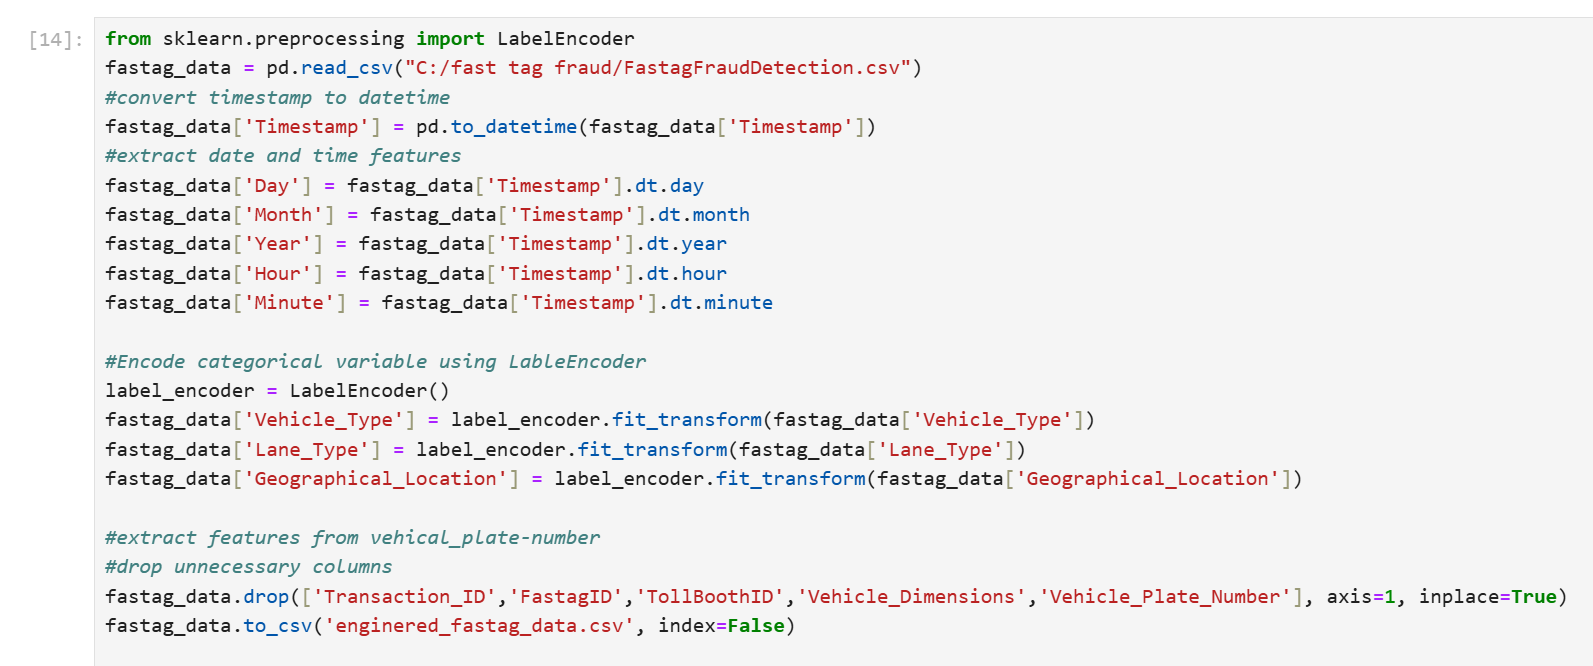 [14]:
from sklearn.preprocessing import LabelEncoder
fastag_data = pd.read_csv("C:/fast tag fraud/FastagFraudDetection.csv")
#convert timestamp to datetime
fastag_data['Timestamp'] = pd.to_datetime(fastag_data['Timestamp'])
#extract date and time features
fastag_data['Day'] = fastag_data['Timestamp'].dt.day
fastag_data['Month'] = fastag_data['Timestamp'].dt.month
fastag_data['Year'] = fastag_data['Timestamp'].dt.year
fastag_data['Hour'] = fastag_data['Timestamp'].dt.hour
fastag_data['Minute'] = fastag_data['Timestamp'].dt.minute
#Encode categorical variable using LableEncoder
label_encoder = LabelEncoder()
fastag_data['Vehicle_Type'] = label_encoder.fit_transform(fastag_data['Vehicle_Type'])
fastag_data['Lane_Type'] = label_encoder.fit_transform(fastag_data['Lane_Type'])
fastag_data['Geographical_Location'] = label_encoder.fit_transform(fastag_data['Geographical_Location'])
#extract features from vehical_plate-number
#drop unnecessary columns
fastag_data.drop(['Transaction_ID','FastagID','TollBoothID','Vehicle_Dimensions','Vehicle_Plate_Number'], axis=1, inplace=True)
fastag_data.to_csv('enginered_fastag_data.csv', index=False)